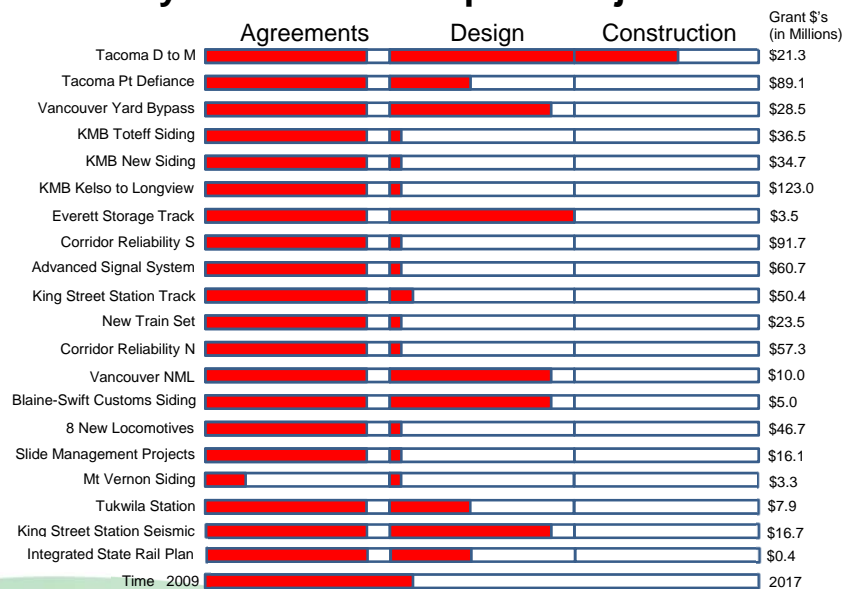 Grant $'s
Agreements Design Construction (in Millions)
Tacoma D to M $21.3
Tacoma Pt Defiance $89.1
Vancouver Yard Bypass $28.5
KMB Toteff Siding $36.5
KMB New Siding $34.7
KMB Kelso to Longview $123.0
Everett Storage Track $3.5
Corridor Reliability S $91.7
Advanced Signal System $60.7
King Street Station Track $50.4
New Train Set $23.5
Corridor Reliability N $57.3
Vancouver NML $10.0
Blaine-Swift Customs Siding $5.0
8 New Locomotives $46.7
Slide Management Projects $16.1
Mt Vernon Siding $3.3
Tukwila Station $7.9
King Street Station Seismic $16.7
Integrated State Rail Plan $0.4
Time 2009 2017